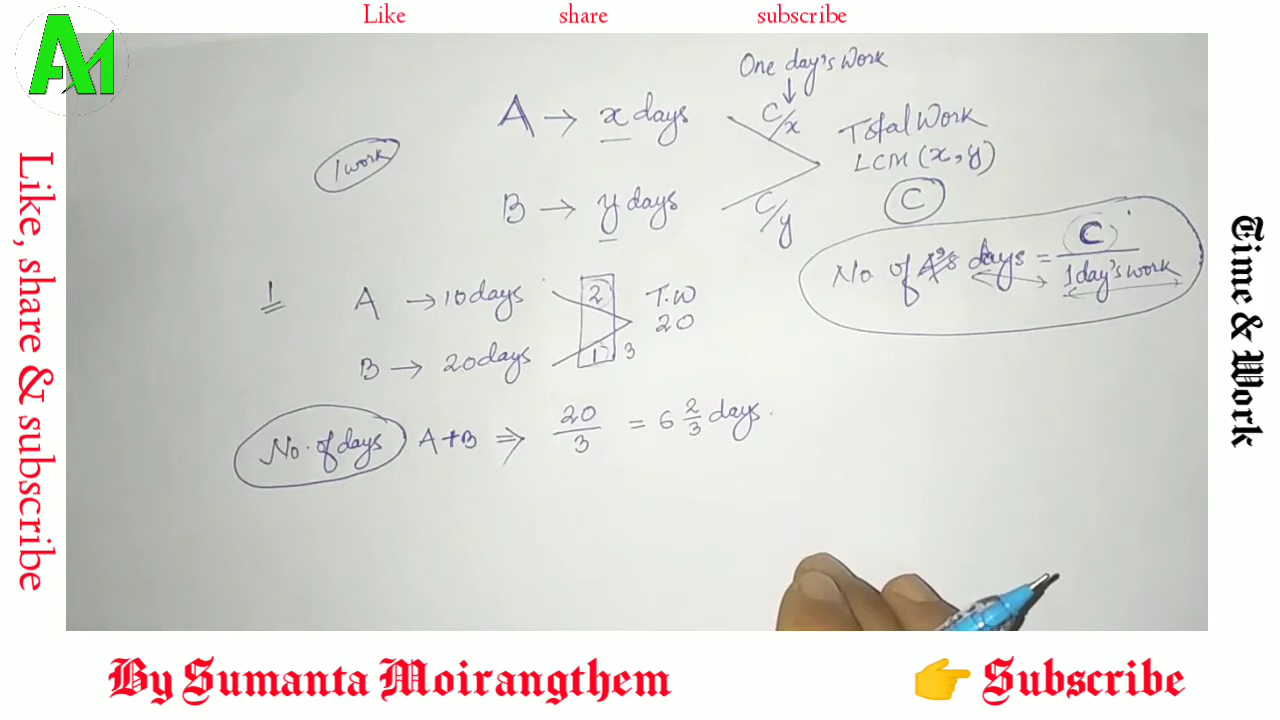 Like share subscribe
AM
Like, share & subscribe
One day's work
A → x days C/x Total Work
1 work
LCM (x, y)
B → y days C/y C
No. of A's days = C / 1 day's work
1 A → 10 days 2 T.W
20
B → 20 days 1 3
No. of days A+B ⇒ 20/3 = 6 2/3 days.
Time & Work
By Sumanta Moirangthem
👉 Subscribe